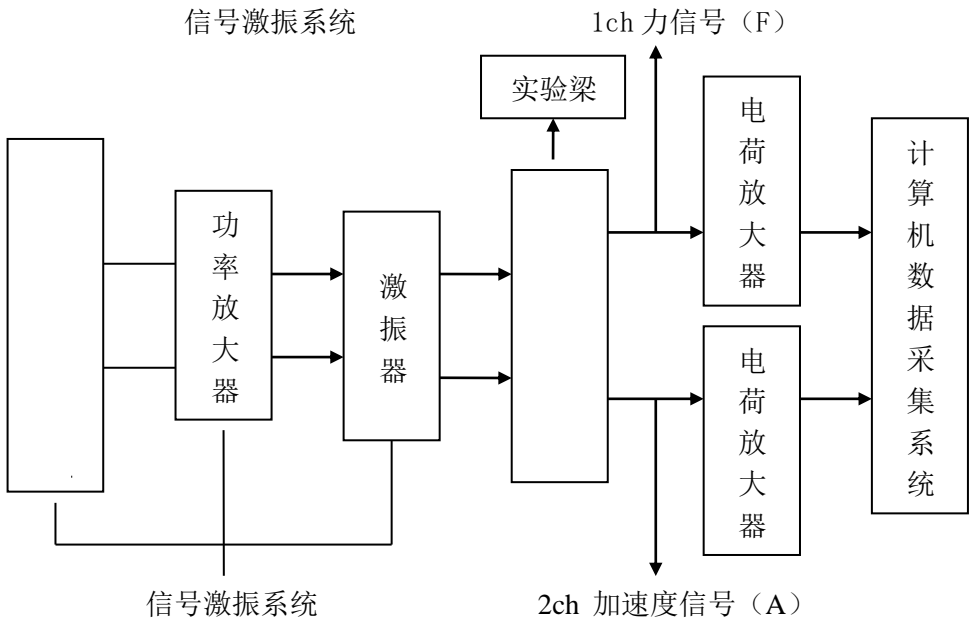 信号激振系统
1ch 力信号（F）
实验梁
功率放大器
激振器
电荷放大器
电荷放大器
计算机数据采集系统
信号激振系统
2ch 加速度信号（A）